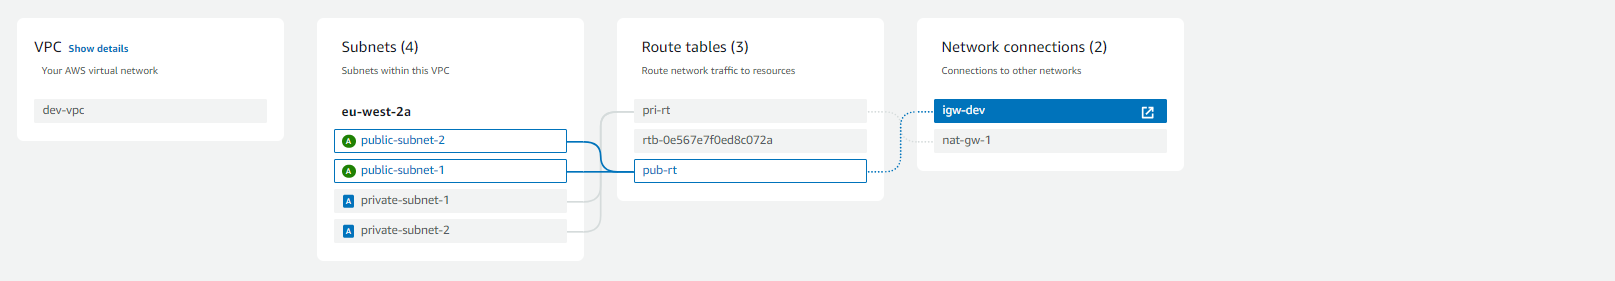 VPC Show details
Your AWS virtual network
dev-vpc
Subnets (4)
Subnets within this VPC
eu-west-2a
A public-subnet-2
A public-subnet-1
A private-subnet-1
A private-subnet-2
Route tables (3)
Route network traffic to resources
pri-rt
rtb-0e567e7f0ed8c072a
pub-rt
Network connections (2)
Connections to other networks
igw-dev
nat-gw-1